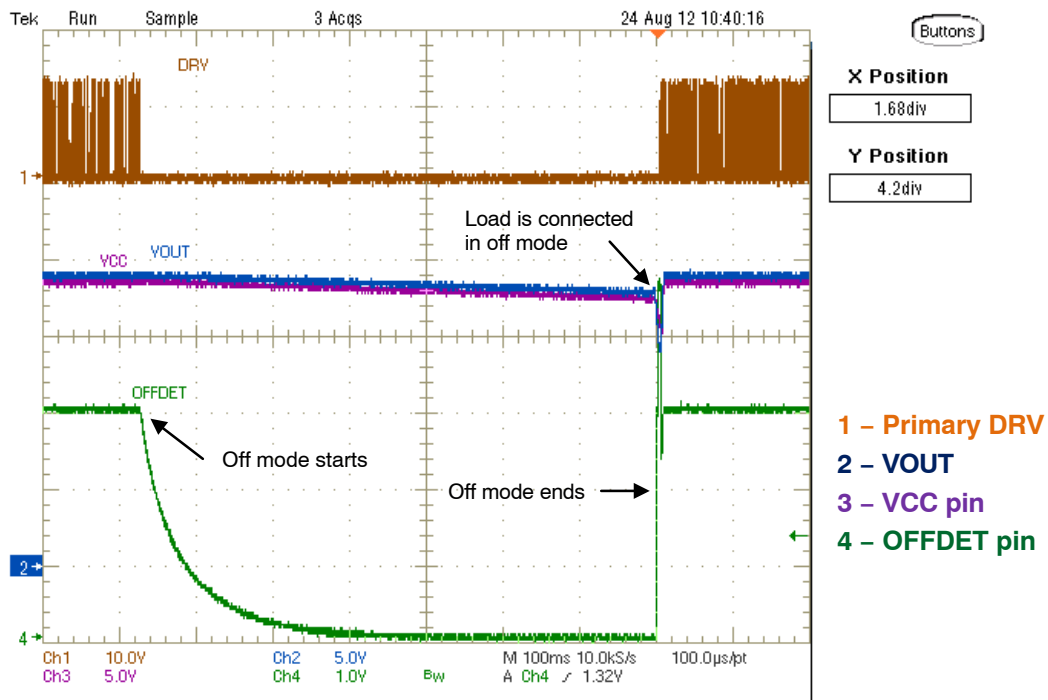 Tek Run Sample 3 Acqs 24 Aug 12 10:40:16
Buttons
X Position
1.68div
Y Position
4.2div
DRV
1
Load is connected
in off mode
VCC VOUT
OFFDET
Off mode starts
Off mode ends
1 – Primary DRV
2 – VOUT
3 – VCC pin
4 – OFFDET pin
2
4
Ch1 10.0V Ch2 5.0V M 100ms 10.0kS/s 100.0µs/pt
Ch3 5.0V Ch4 1.0V BW A Ch4 / 1.32V